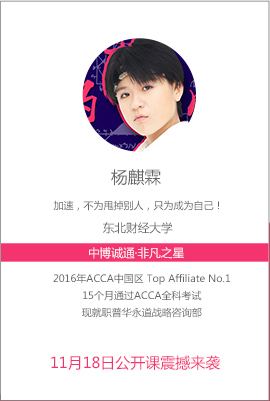 杨麒霖
加速，不为甩掉别人，只为成为自己！
东北财经大学
中博诚通·非凡之星
2016年ACCA中国区 Top Affiliate No.1
15个月通过ACCA全科考试
现就职普华永道战略咨询部
11月18日公开课震撼来袭